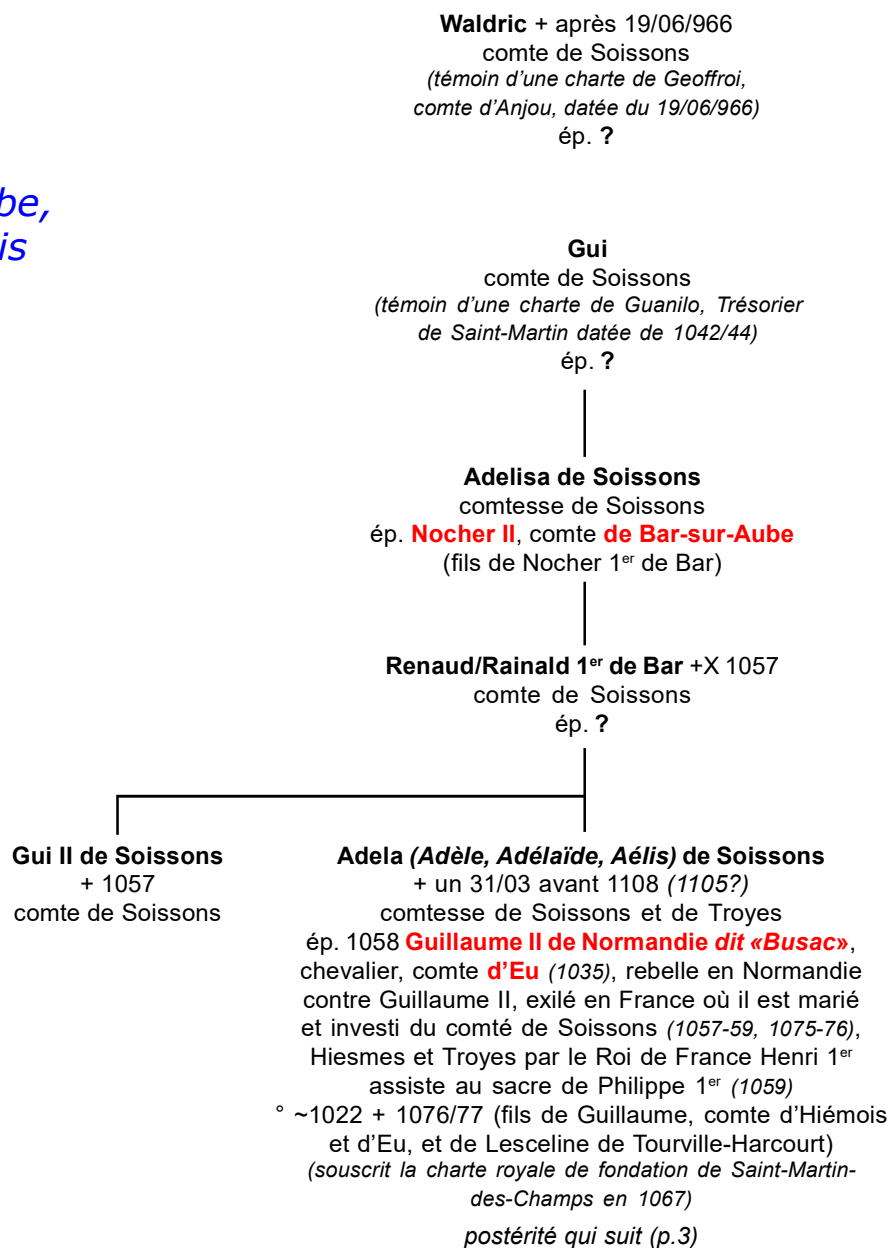 Waldric + après 19/06/966
comte de Soissons
(témoin d’une charte de Geoffroi,
comte d’Anjou, datée du 19/06/966)
ép. ?
be,
is
Gui
comte de Soissons
(témoin d’une charte de Guanilo, Trésorier
de Saint-Martin datée de 1042/44)
ép. ?
Adelisa de Soissons
comtesse de Soissons
ép. Nocher II, comte de Bar-sur-Aube
(fils de Nocher 1er de Bar)
Renaud/Rainald 1er de Bar +X 1057
comte de Soissons
ép. ?
Gui II de Soissons
+ 1057
comte de Soissons
Adela (Adèle, Adélaïde, Aélis) de Soissons
+ un 31/03 avant 1108 (1105?)
comtesse de Soissons et de Troyes
ép. 1058 Guillaume II de Normandie dit «Busac»,
chevalier, comte d’Eu (1035), rebelle en Normandie
contre Guillaume II, exilé en France où il est marié
et investi du comté de Soissons (1057-59, 1075-76),
Hiesmes et Troyes par le Roi de France Henri 1er
assiste au sacre de Philippe 1er (1059)
° ~1022 + 1076/77 (fils de Guillaume, comte d’Hiémois
et d’Eu, et de Lesceline de Tourville-Harcourt)
(souscrit la charte royale de fondation de Saint-Martin-
des-Champs en 1067)
postérité qui suit (p.3)